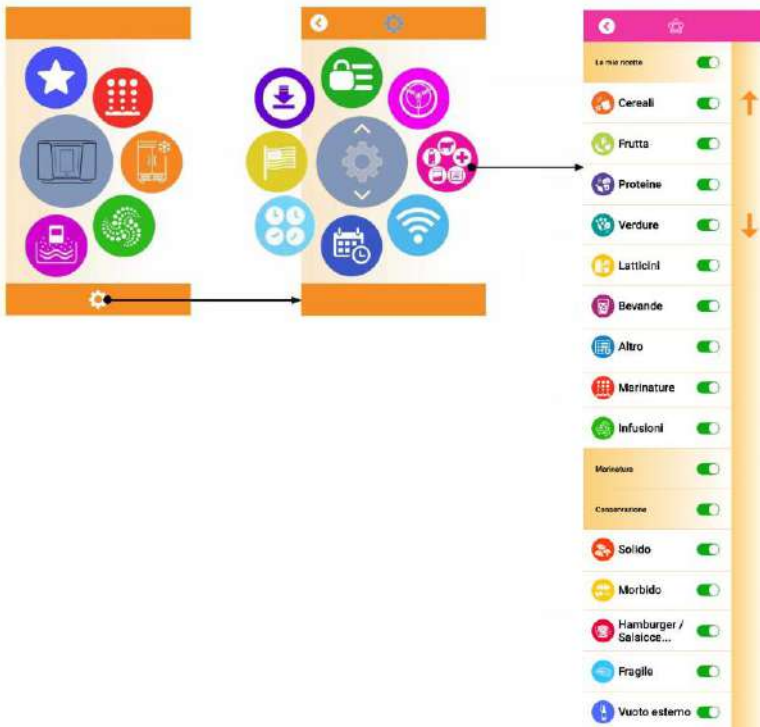 Le mie ricette
Cereali
Frutta
Proteine
Verdure
Latticini
Bevande
Altro
Marinature
Infusioni
Marinatura
Conservazione
Solido
Morbido
Hamburger /
Salsicce...
Fragile
Vuoto esterno